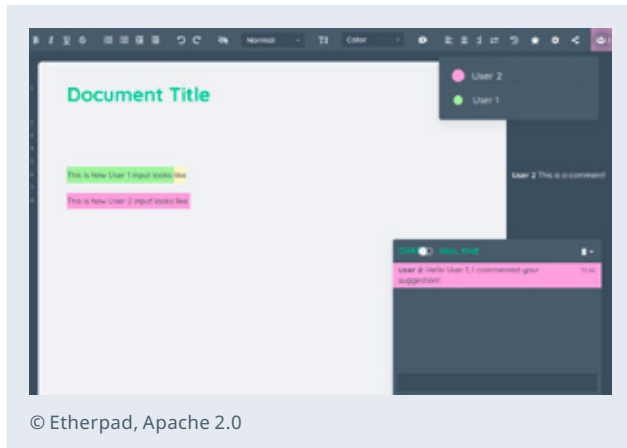 Normal Color
User 2
User 1
Document Title
This is how User 1 input looks like
User 2 This is a comment!
This is how User 2 input looks like
User 2: Hello User 1, I commented your
suggestion!
© Etherpad, Apache 2.0